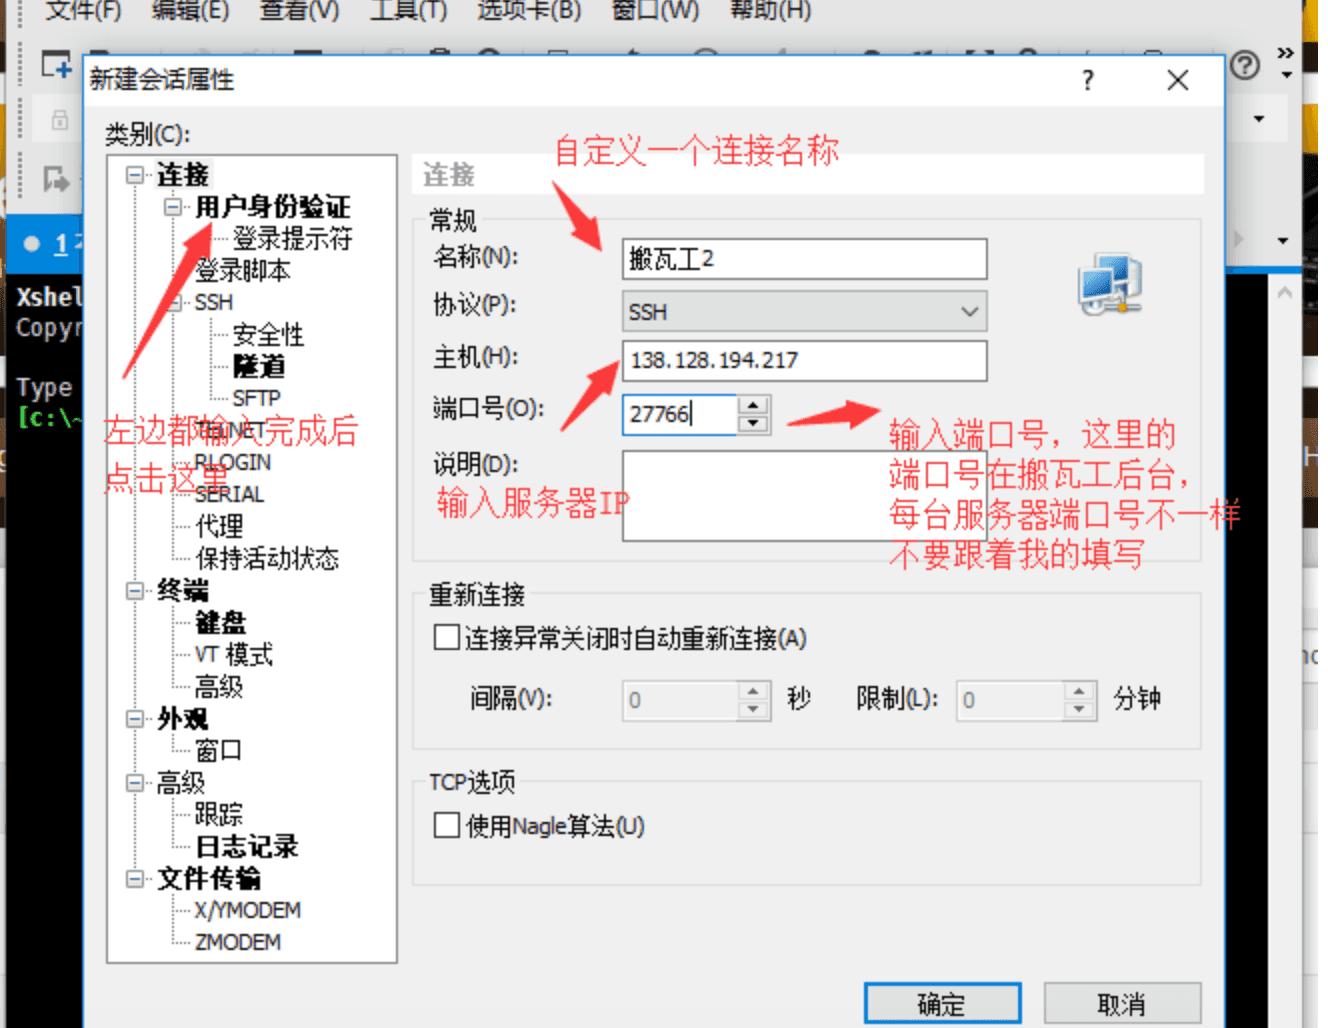 文件(F) 编辑(E) 查看(V) 工具(T) 选项卡(B) 窗口(W) 帮助(H)
新建会话属性
类别(C):
连接
用户身份验证
登录提示符
登录脚本
SSH
安全性
隧道
SFTP
TELNET
RLOGIN
SERIAL
代理
保持活动状态
终端
键盘
VT 模式
高级
外观
窗口
高级
跟踪
日志记录
文件传输
X/YMODEM
ZMODEM
左边都输入完成后
点击这里
自定义一个连接名称
连接
常规
名称(N): 搬瓦工2
协议(P): SSH
主机(H): 138.128.194.217
端口号(O): 27766
说明(D):
输入服务器IP
输入端口号，这里的
端口号在搬瓦工后台，
每台服务器端口号不一样
不要跟着我的填写
重新连接
连接异常关闭时自动重新连接(A)
间隔(V): 0 秒 限制(L): 0 分钟
TCP选项
使用Nagle算法(U)
确定 取消
1
Xshel
Copyr
Type
[c:\~